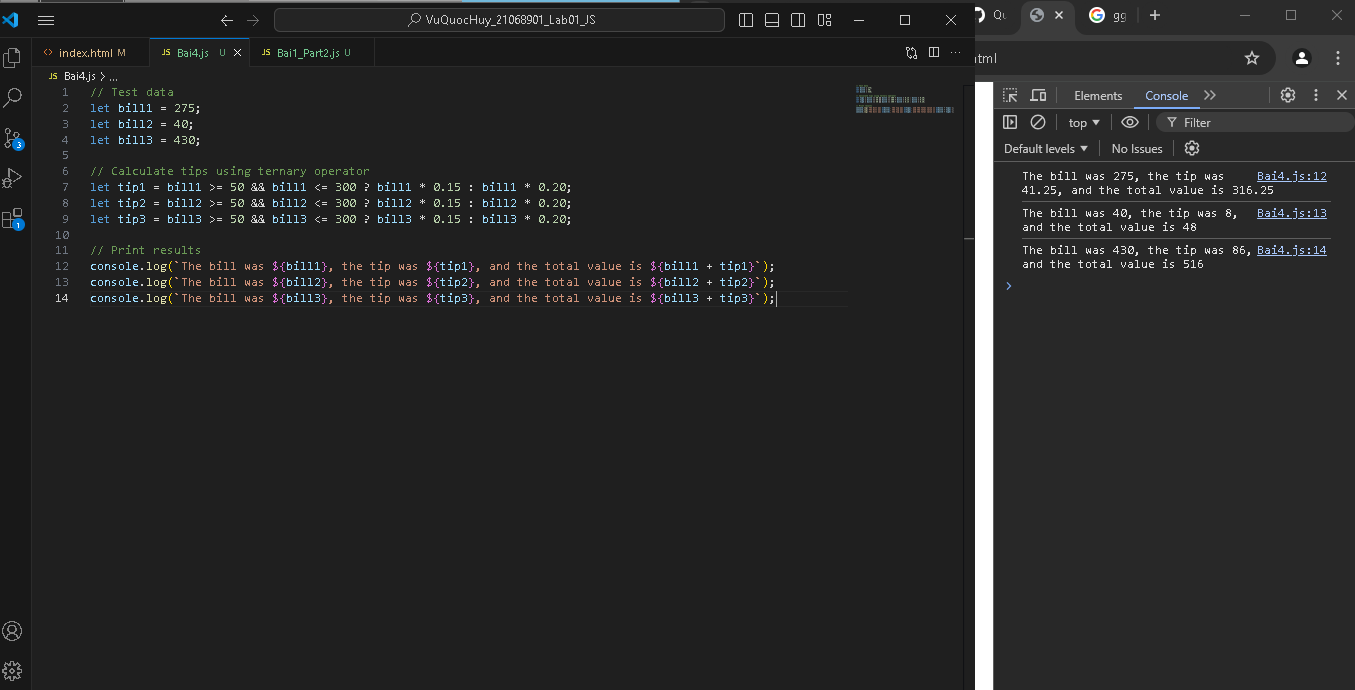 VuQuocHuy_21068901_Lab01_JS
index.html M
JS Bai4.js U
JS Bai1_Part2.js U
JS Bai4.js > ...
1 // Test data
2 let bill1 = 275;
3 let bill2 = 40;
4 let bill3 = 430;
5
6 // Calculate tips using ternary operator
7 let tip1 = bill1 >= 50 && bill1 <= 300 ? bill1 * 0.15 : bill1 * 0.20;
8 let tip2 = bill2 >= 50 && bill2 <= 300 ? bill2 * 0.15 : bill2 * 0.20;
9 let tip3 = bill3 >= 50 && bill3 <= 300 ? bill3 * 0.15 : bill3 * 0.20;
10
11 // Print results
12 console.log(`The bill was ${bill1}, the tip was ${tip1}, and the total value is ${bill1 + tip1}`);
13 console.log(`The bill was ${bill2}, the tip was ${tip2}, and the total value is ${bill2 + tip2}`);
14 console.log(`The bill was ${bill3}, the tip was ${tip3}, and the total value is ${bill3 + tip3}`);
3
1
Qu
gg
html
Elements Console
top
Filter
Default levels
No Issues
The bill was 275, the tip was Bai4.js:12
41.25, and the total value is 316.25
The bill was 40, the tip was 8, Bai4.js:13
and the total value is 48
The bill was 430, the tip was 86, Bai4.js:14
and the total value is 516